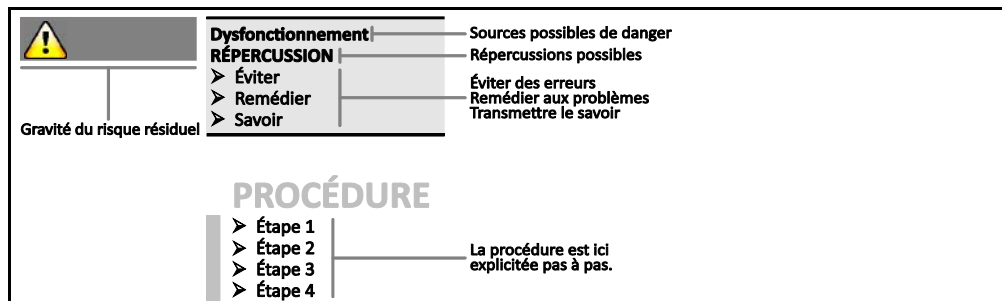 Dysfonctionnement
RÉPERCUSSION
➢ Éviter
➢ Remédier
➢ Savoir
Gravité du risque résiduel
Sources possibles de danger
Répercussions possibles
Éviter des erreurs
Remédier aux problèmes
Transmettre le savoir
PROCÉDURE
➢ Étape 1
➢ Étape 2
➢ Étape 3
➢ Étape 4
La procédure est ici
explicitée pas à pas.